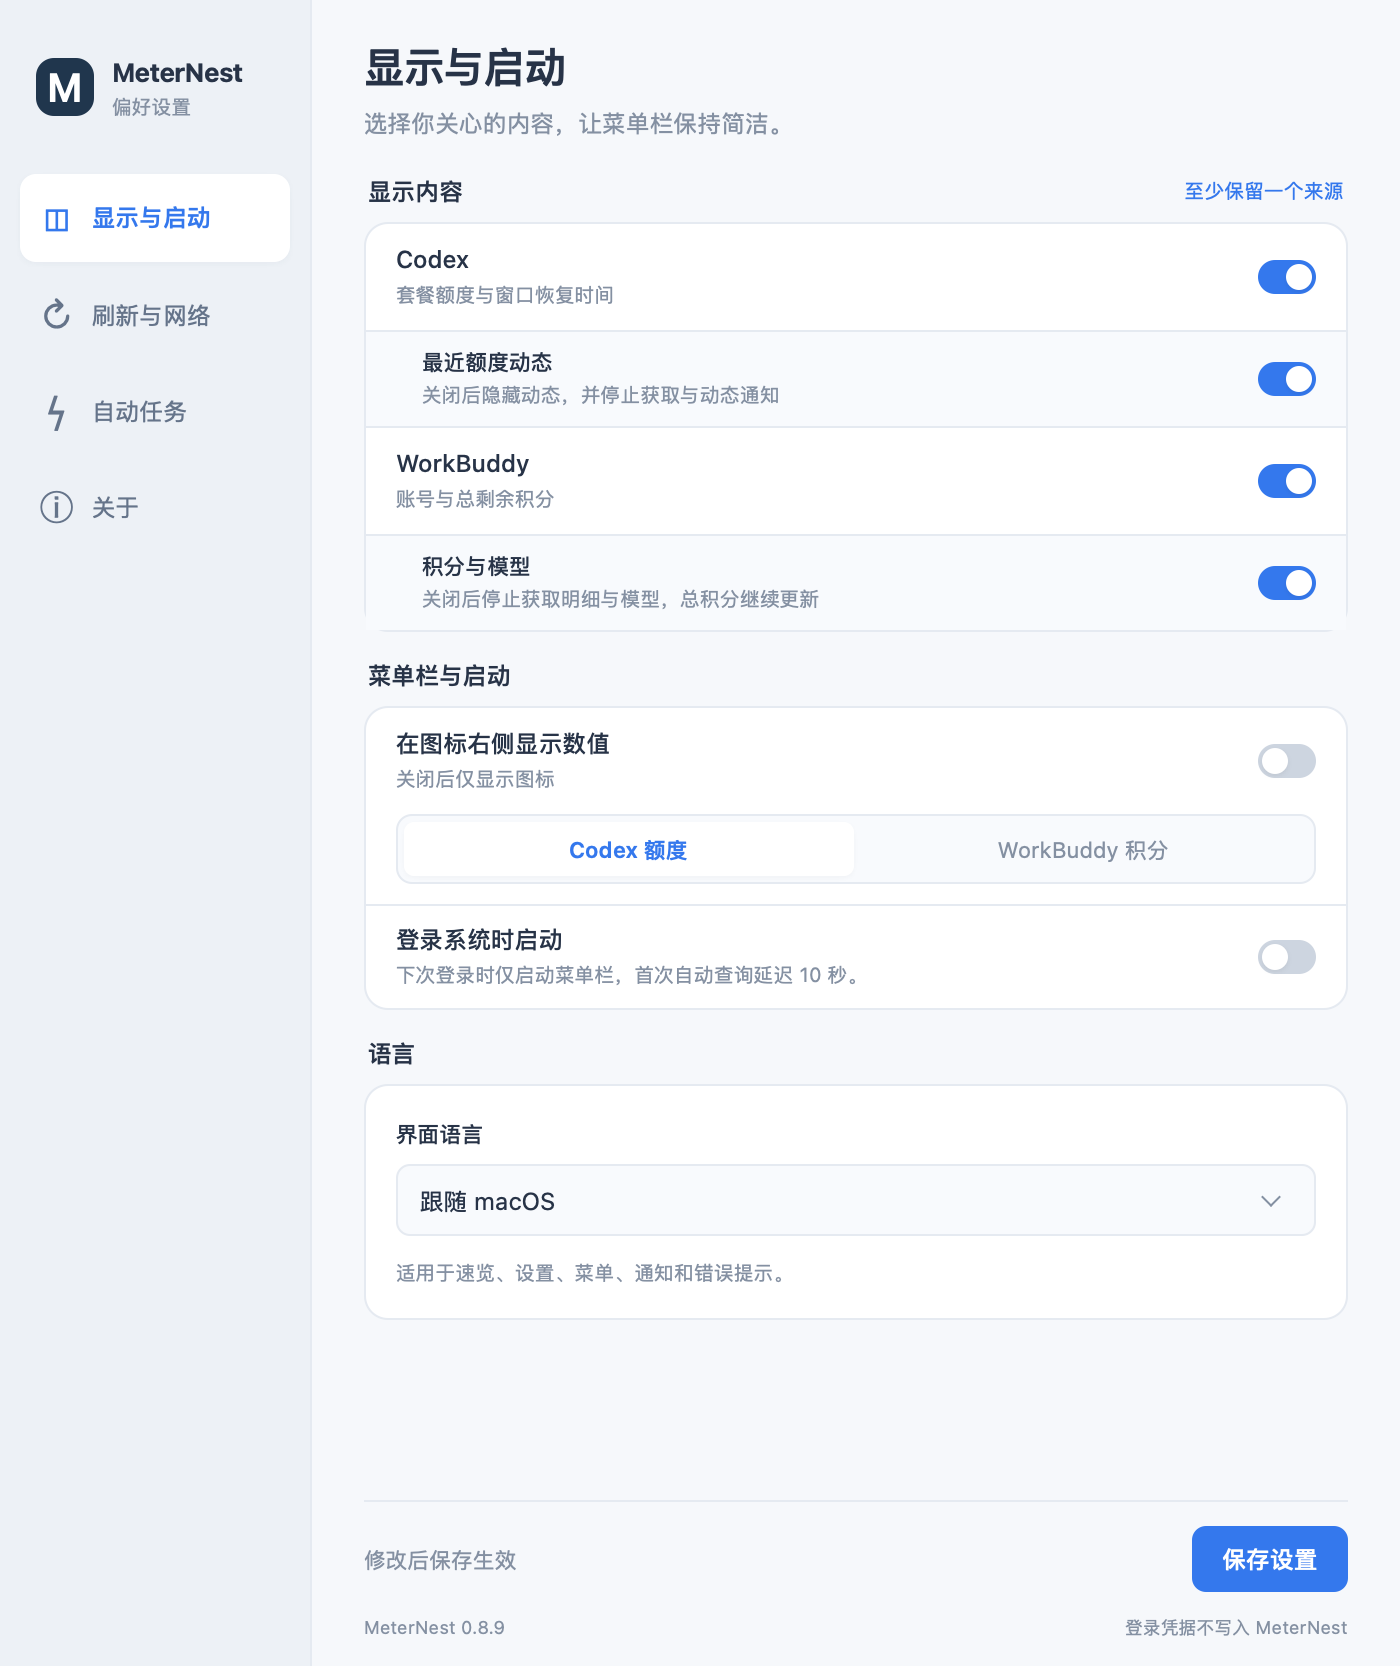 M
MeterNest
偏好设置
显示与启动
刷新与网络
自动任务
关于
显示与启动
选择你关心的内容，让菜单栏保持简洁。
显示内容
至少保留一个来源
Codex
套餐额度与窗口恢复时间
最近额度动态
关闭后隐藏动态，并停止获取与动态通知
WorkBuddy
账号与总剩余积分
积分与模型
关闭后停止获取明细与模型，总积分继续更新
菜单栏与启动
在图标右侧显示数值
关闭后仅显示图标
Codex 额度
WorkBuddy 积分
登录系统时启动
下次登录时仅启动菜单栏，首次自动查询延迟 10 秒。
语言
界面语言
跟随 macOS
适用于速览、设置、菜单、通知和错误提示。
修改后保存生效
保存设置
MeterNest 0.8.9
登录凭据不写入 MeterNest